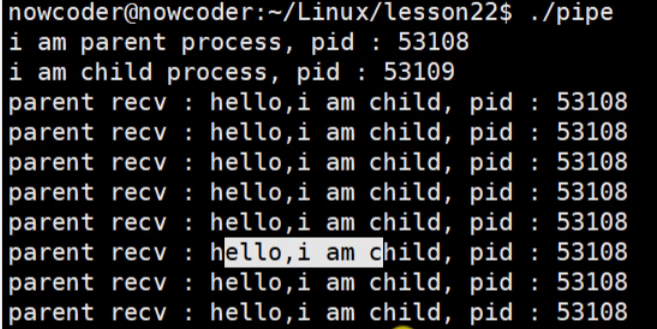 nowcoder@nowcoder:~/Linux/lesson22$ ./pipe
i am parent process, pid : 53108
i am child process, pid : 53109
parent recv : hello,i am child, pid : 53108
parent recv : hello,i am child, pid : 53108
parent recv : hello,i am child, pid : 53108
parent recv : hello,i am child, pid : 53108
parent recv : hello,i am child, pid : 53108
parent recv : hello,i am child, pid : 53108
parent recv : hello,i am child, pid : 53108
parent recv : hello,i am child, pid : 53108